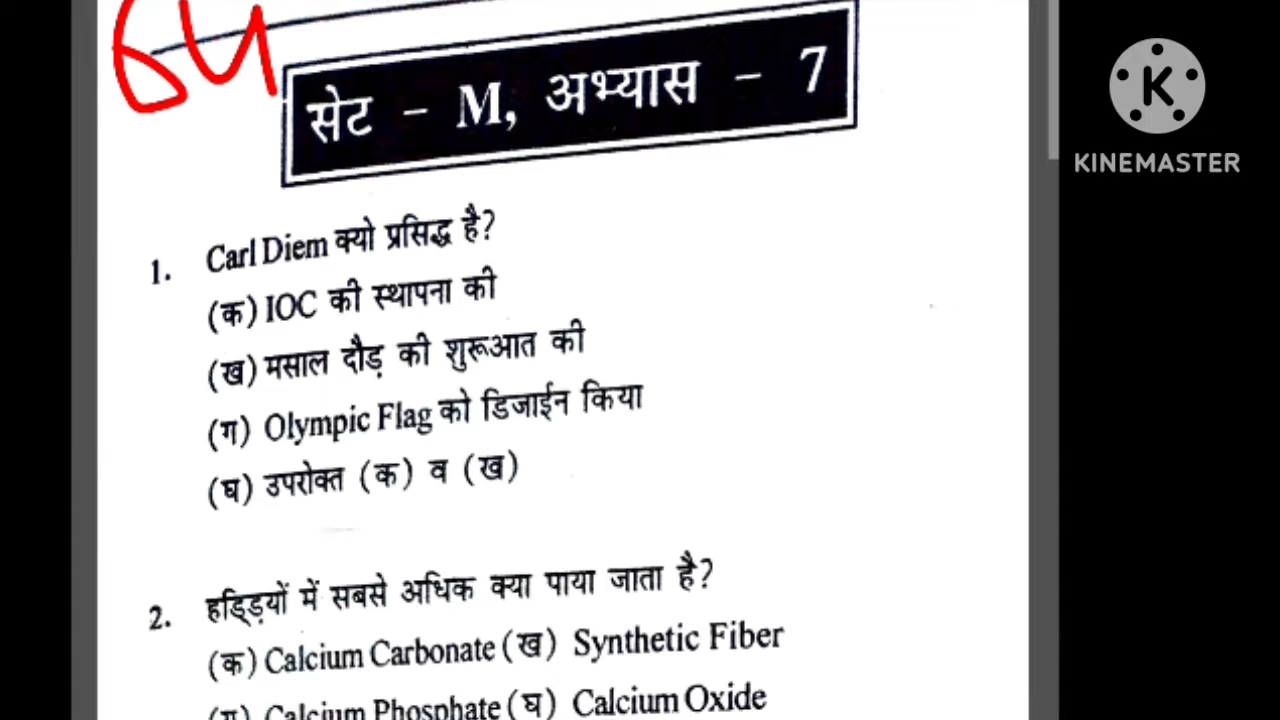 64
सेट - M, अभ्यास - 7
KINEMASTER
1. Carl Diem क्यो प्रसिद्ध है?
(क) IOC की स्थापना की
(ख) मसाल दौड़ की शुरूआत की
(ग) Olympic Flag को डिजाईन किया
(घ) उपरोक्त (क) व (ख)
2. हड्ड़ियों में सबसे अधिक क्या पाया जाता है?
(क) Calcium Carbonate (ख) Synthetic Fiber
(ग) Calcium Phosphate (घ) Calcium Oxide